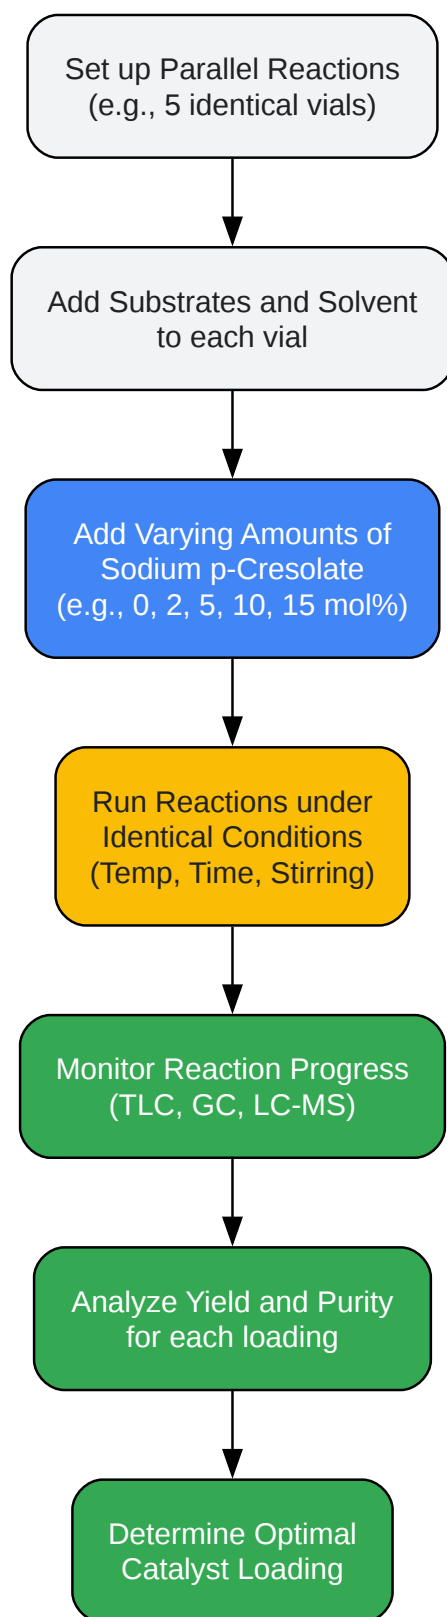 Set up Parallel Reactions
(e.g., 5 identical vials)
Add Substrates and Solvent
to each vial
Add Varying Amounts of
Sodium p-Cresolate
(e.g., 0, 2, 5, 10, 15 mol%)
Run Reactions under
Identical Conditions
(Temp, Time, Stirring)
Monitor Reaction Progress
(TLC, GC, LC-MS)
Analyze Yield and Purity
for each loading
Determine Optimal
Catalyst Loading